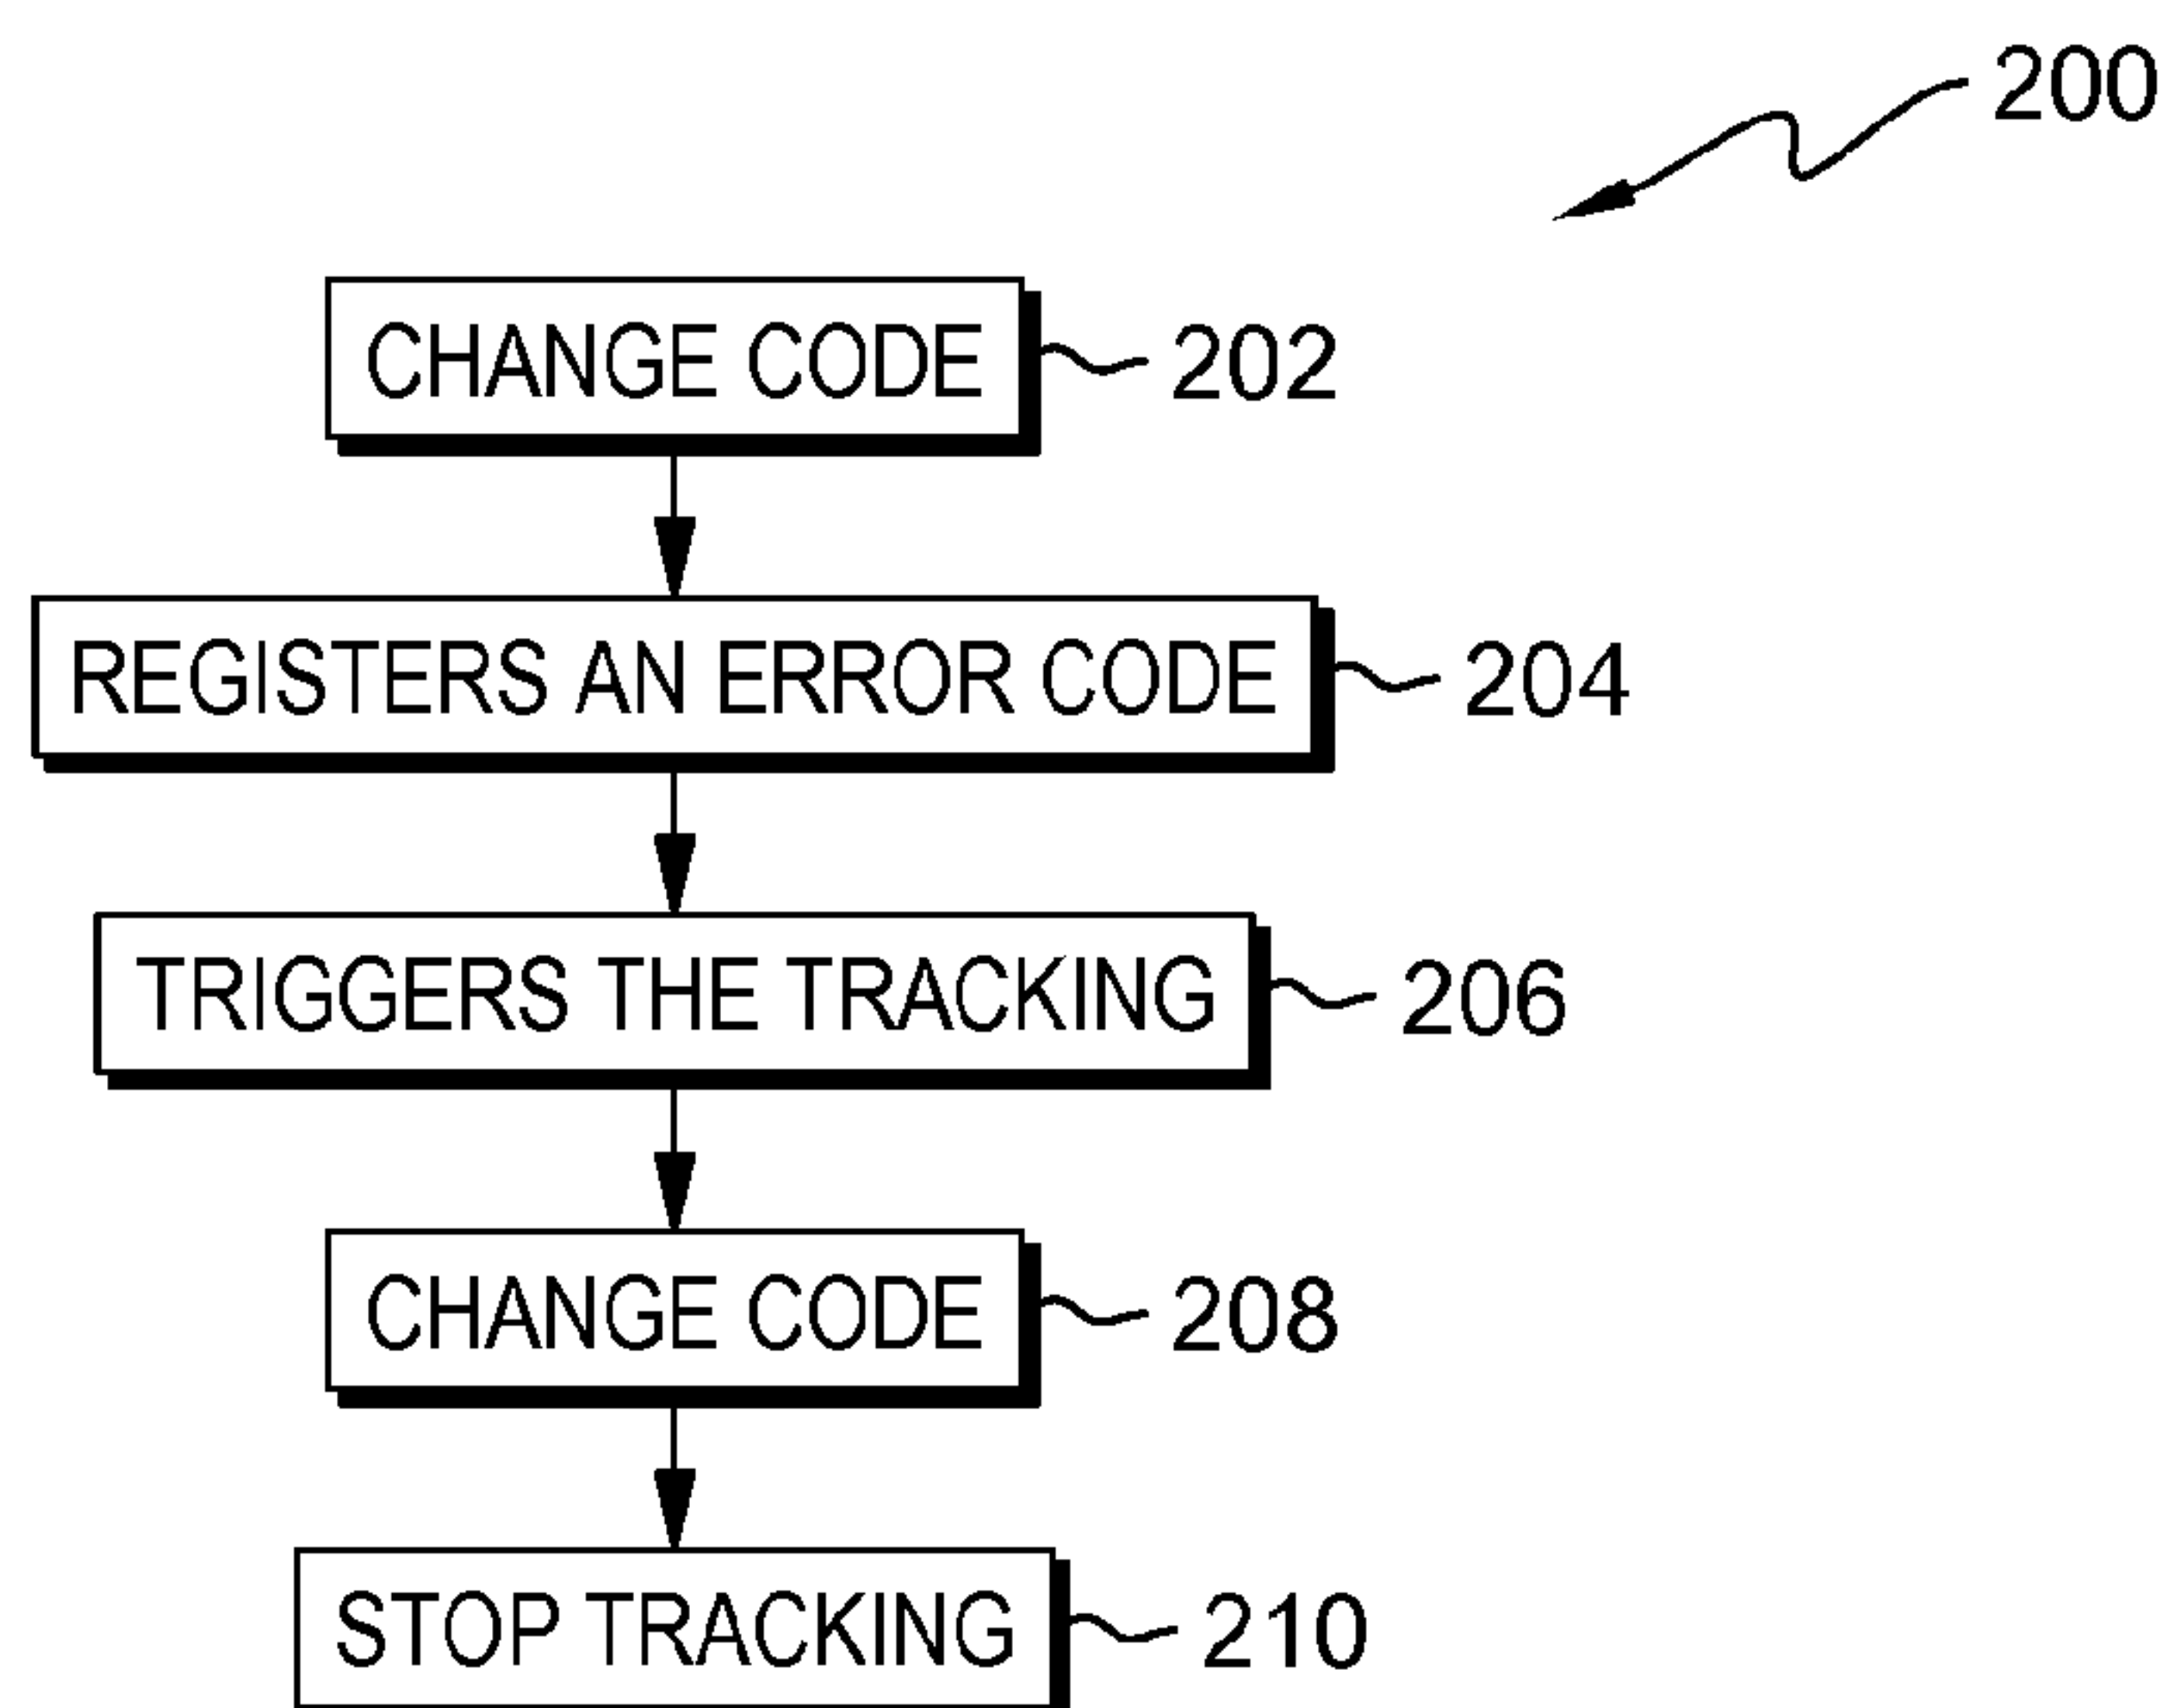 200
CHANGE CODE 202
REGISTERS AN ERROR CODE 204
TRIGGERS THE TRACKING 206
CHANGE CODE 208
STOP TRACKING 210